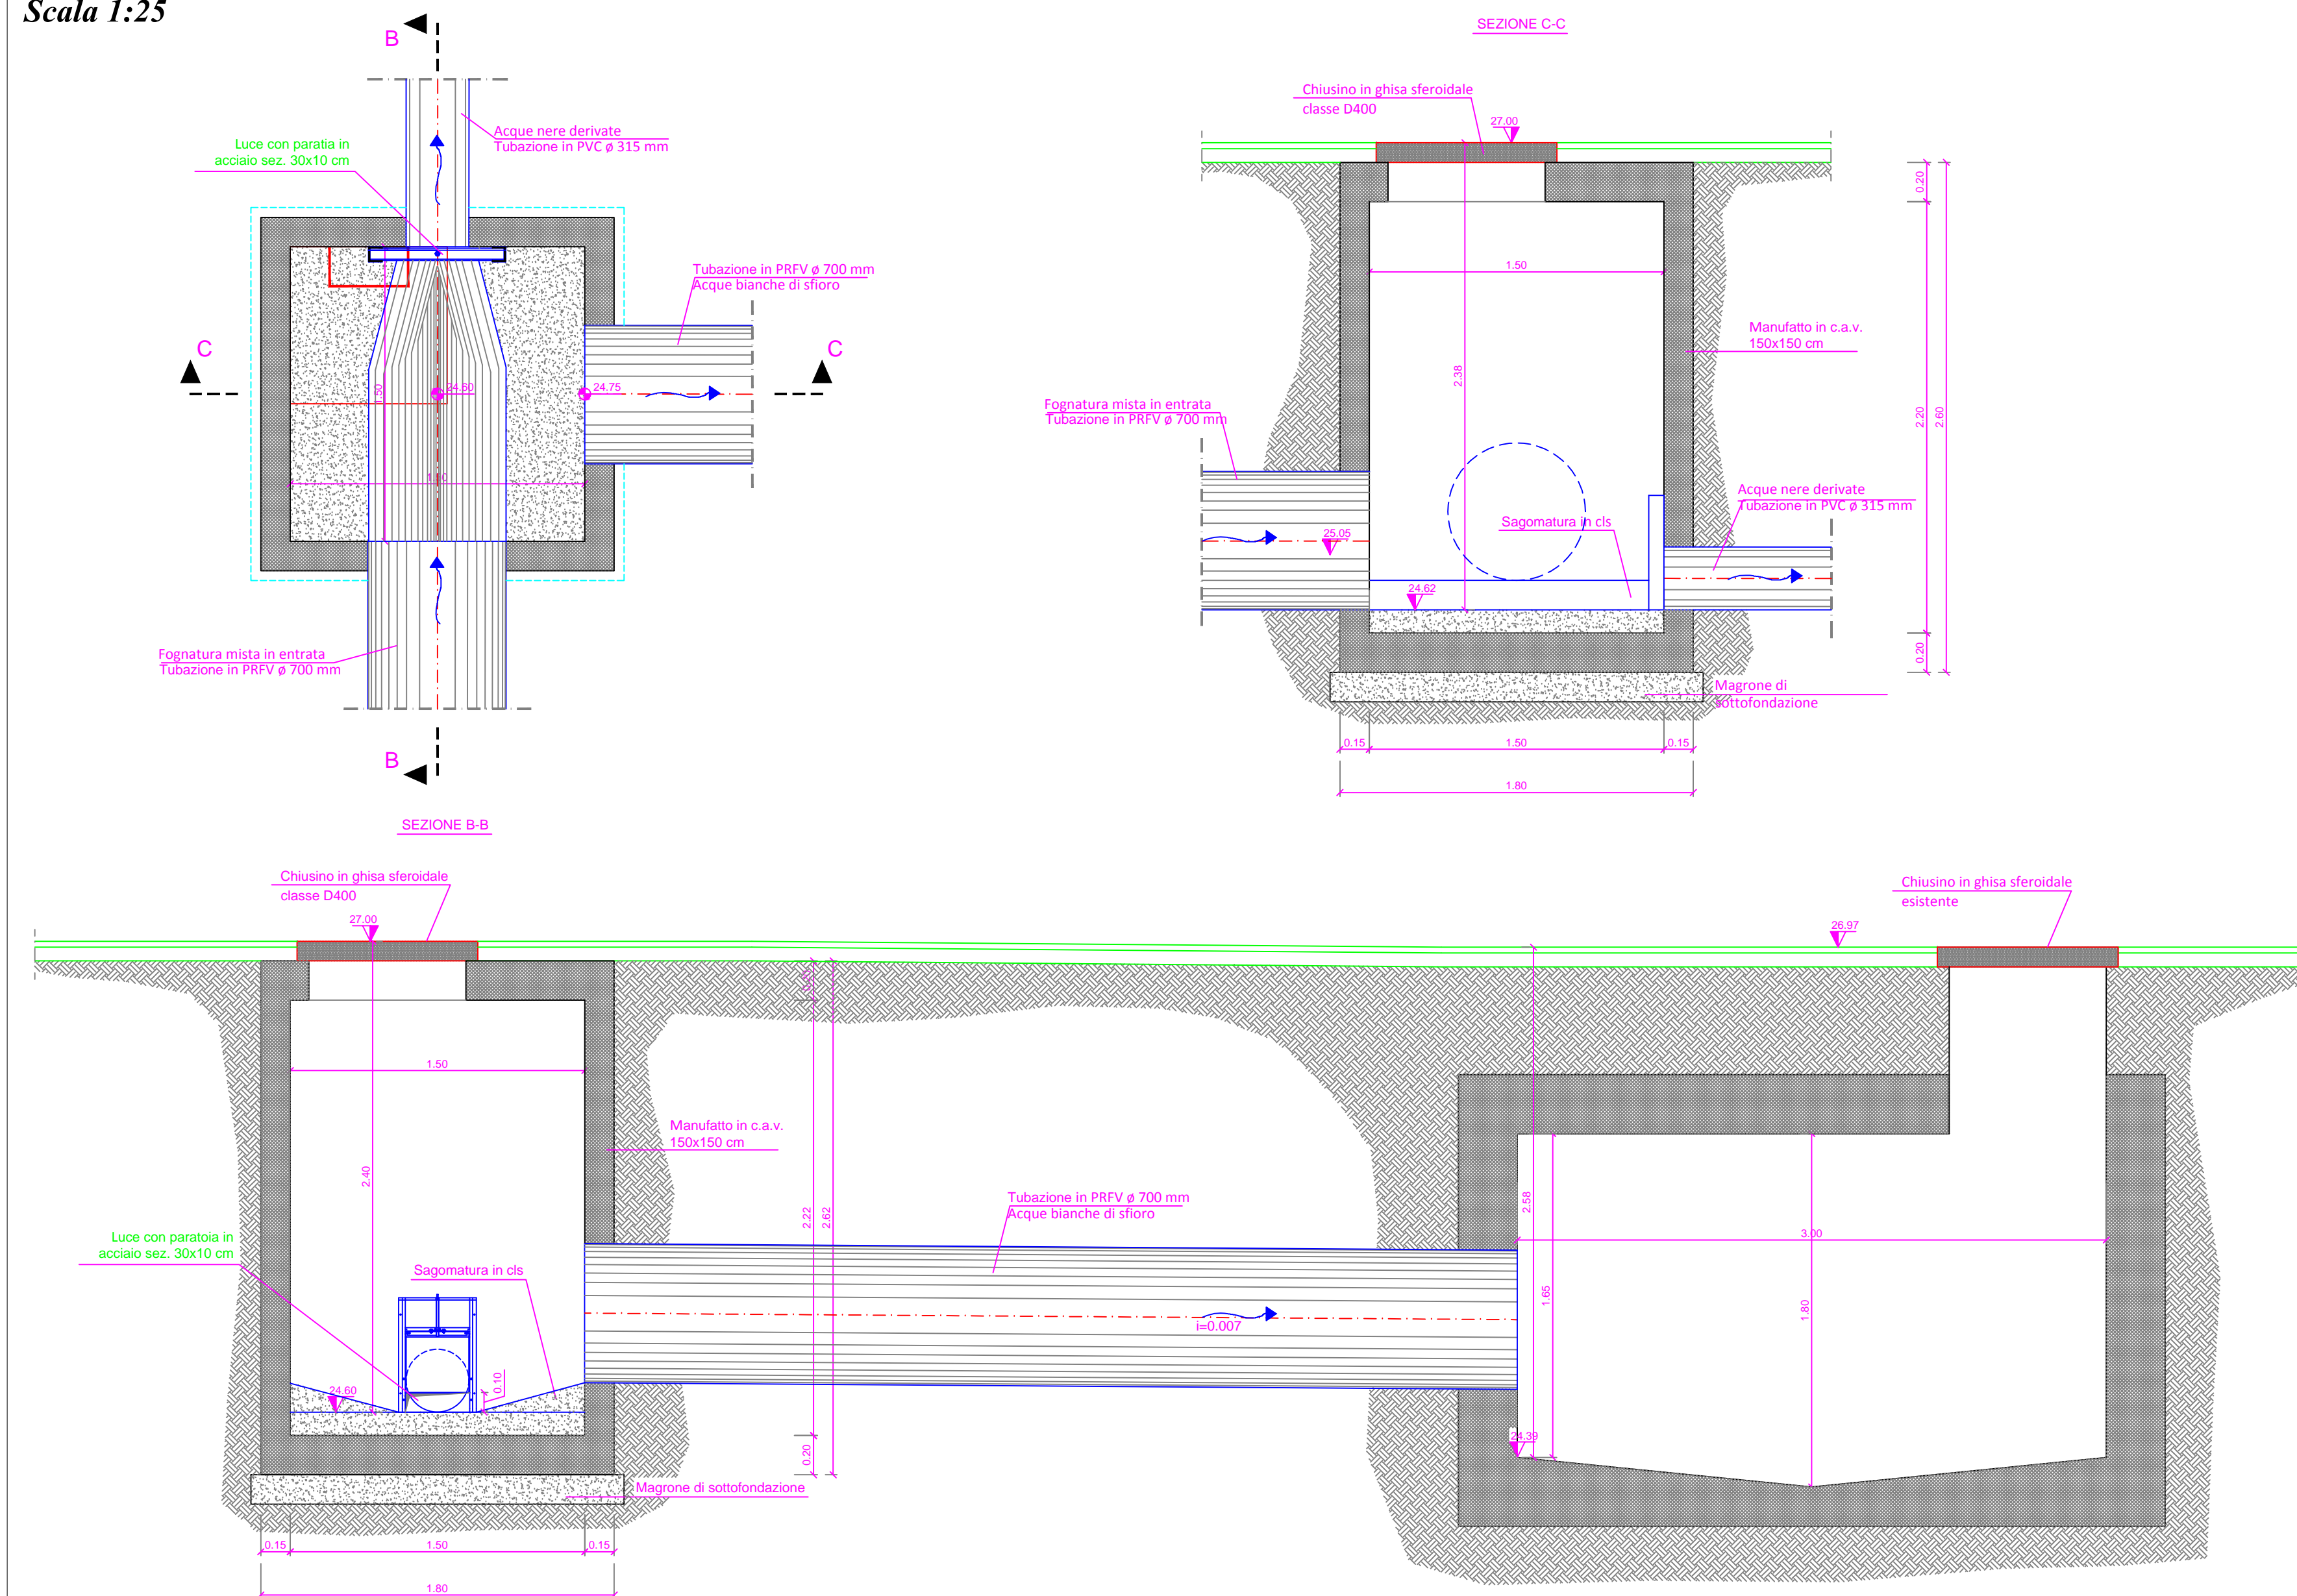 Scala 1:25
B
Luce con paratia in
acciaio sez. 30x10 cm
Acque nere derivate
Tubazione in PVC ø 315 mm
Tubazione in PRFV ø 700 mm
Acque bianche di sfioro
C
C
1.50
24.60
24.75
1.50
Fognatura mista in entrata
Tubazione in PRFV ø 700 mm
B
SEZIONE C-C
Chiusino in ghisa sferoidale
classe D400
27.00
0.20
1.50
Manufatto in c.a.v.
150x150 cm
2.38
2.20
2.60
Fognatura mista in entrata
Tubazione in PRFV ø 700 mm
Acque nere derivate
Tubazione in PVC ø 315 mm
Sagomatura in cls
25.05
24.62
0.20
Magrone di
sottofondazione
0.15
1.50
0.15
1.80
SEZIONE B-B
Chiusino in ghisa sferoidale
classe D400
27.00
Chiusino in ghisa sferoidale
esistente
26.97
0.20
1.50
Manufatto in c.a.v.
150x150 cm
2.40
2.22
2.62
Tubazione in PRFV ø 700 mm
Acque bianche di sfioro
2.58
3.00
Luce con paratoia in
acciaio sez. 30x10 cm
Sagomatura in cls
1.65
1.80
i=0.007
0.10
24.60
24.39
0.20
Magrone di sottofondazione
0.15
1.50
0.15
1.80